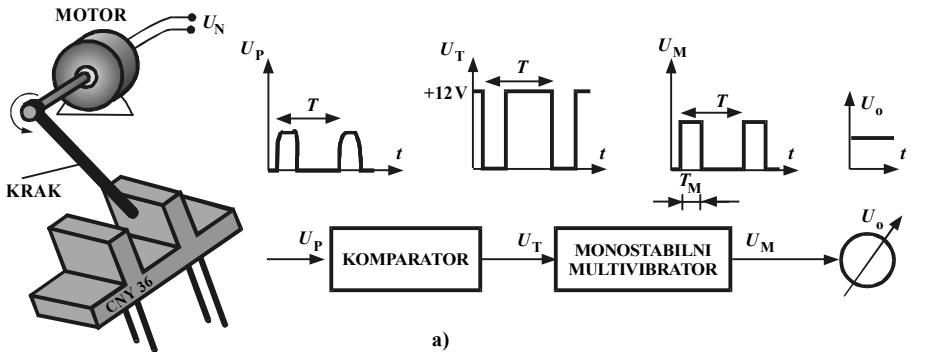 MOTOR
U_N
KRAK
CNY 36
U_P
T
t
U_T
+12 V
T
t
U_M
T
t
T_M
U_o
t
U_P
KOMPARATOR
U_T
MONOSTABILNI
MULTIVIBRATOR
U_M
U_o
a)